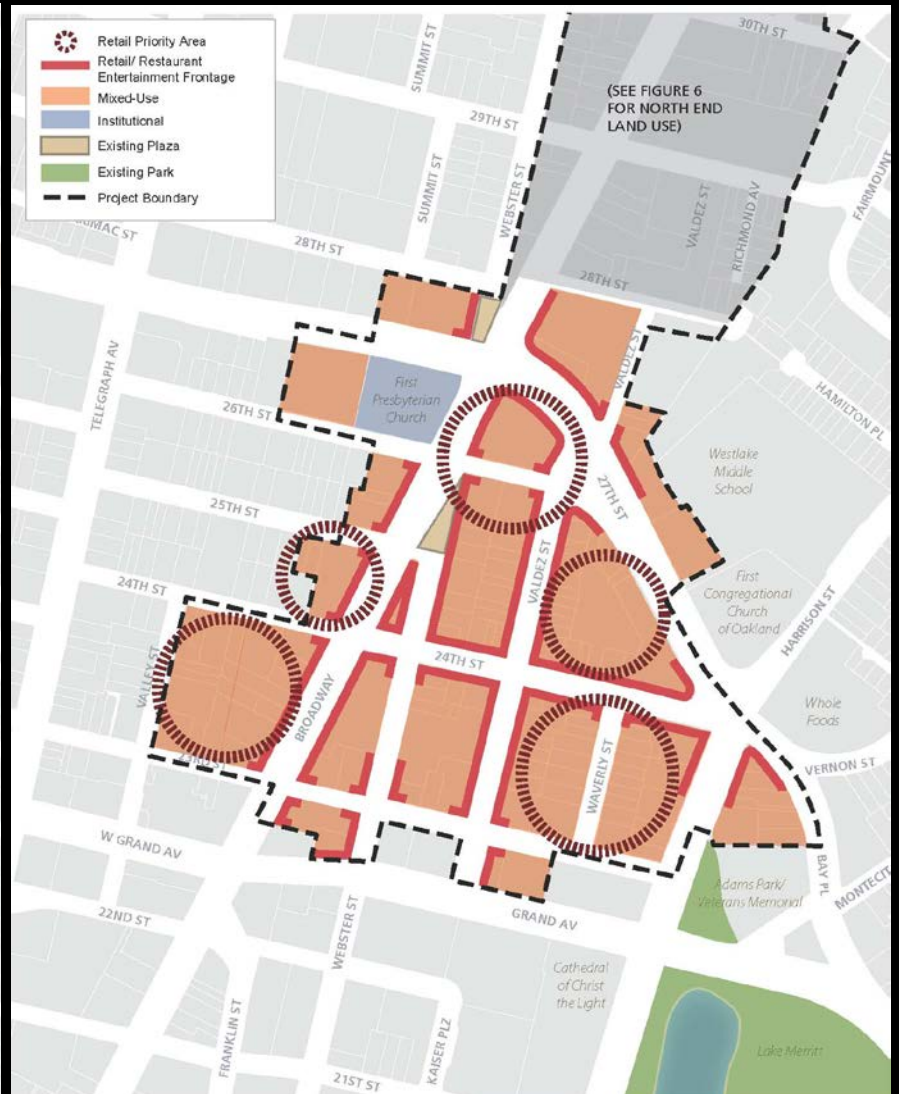 Retail Priority Area
Retail/ Restaurant
Entertainment Frontage
Mixed-Use
Institutional
Existing Plaza
Existing Park
Project Boundary
30TH ST
(SEE FIGURE 6
FOR NORTH END
LAND USE)
SUMMIT ST
29TH ST
WEBSTER ST
SUMMIT ST
VALDEZ ST
RICHMOND AV
FAIRMOUNT
28TH ST
28TH ST
VALDEZ ST
HAMILTON PL
TELEGRAPH AV
First
Presbyterian
Church
26TH ST
Westlake
Middle
School
27TH ST
25TH ST
VALDEZ ST
24TH ST
First
Congregational
Church
of Oakland
HARRISON ST
VALLEY ST
24TH ST
BROADWAY
Whole
Foods
WAVERLY ST
VERNON ST
23RD ST
W GRAND AV
BAY PL
MONTECIT
Adams Park/
Veterans Memorial
22ND ST
WEBSTER ST
GRAND AV
Cathedral
of Christ
the Light
FRANKLIN ST
KAISER PLZ
Lake Merritt
21ST ST